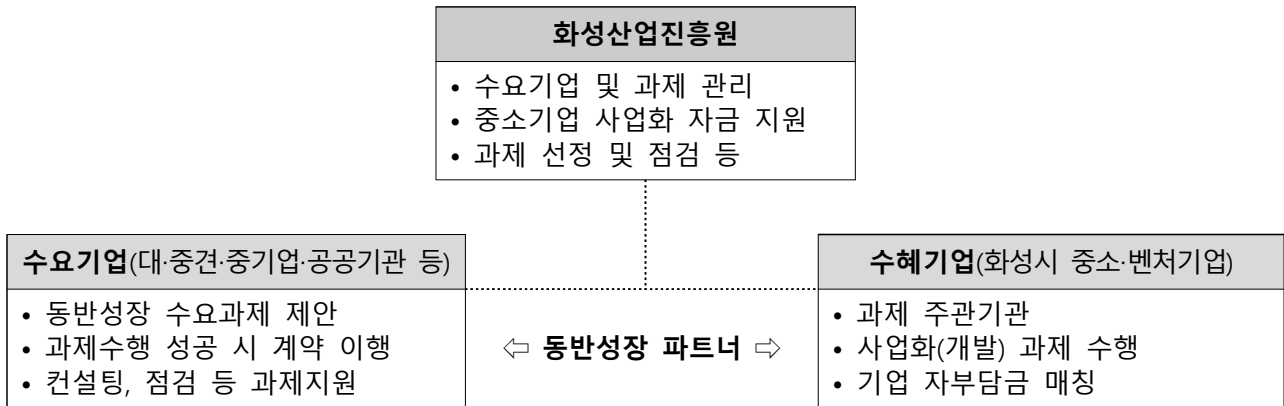 화성산업진흥원
• 수요기업 및 과제 관리
• 중소기업 사업화 자금 지원
• 과제 선정 및 점검 등
수요기업(대·중견·중기업·공공기관 등)
• 동반성장 수요과제 제안
• 과제수행 성공 시 계약 이행
• 컨설팅, 점검 등 과제지원
⇦ 동반성장 파트너 ⇨
수혜기업(화성시 중소·벤처기업)
• 과제 주관기관
• 사업화(개발) 과제 수행
• 기업 자부담금 매칭